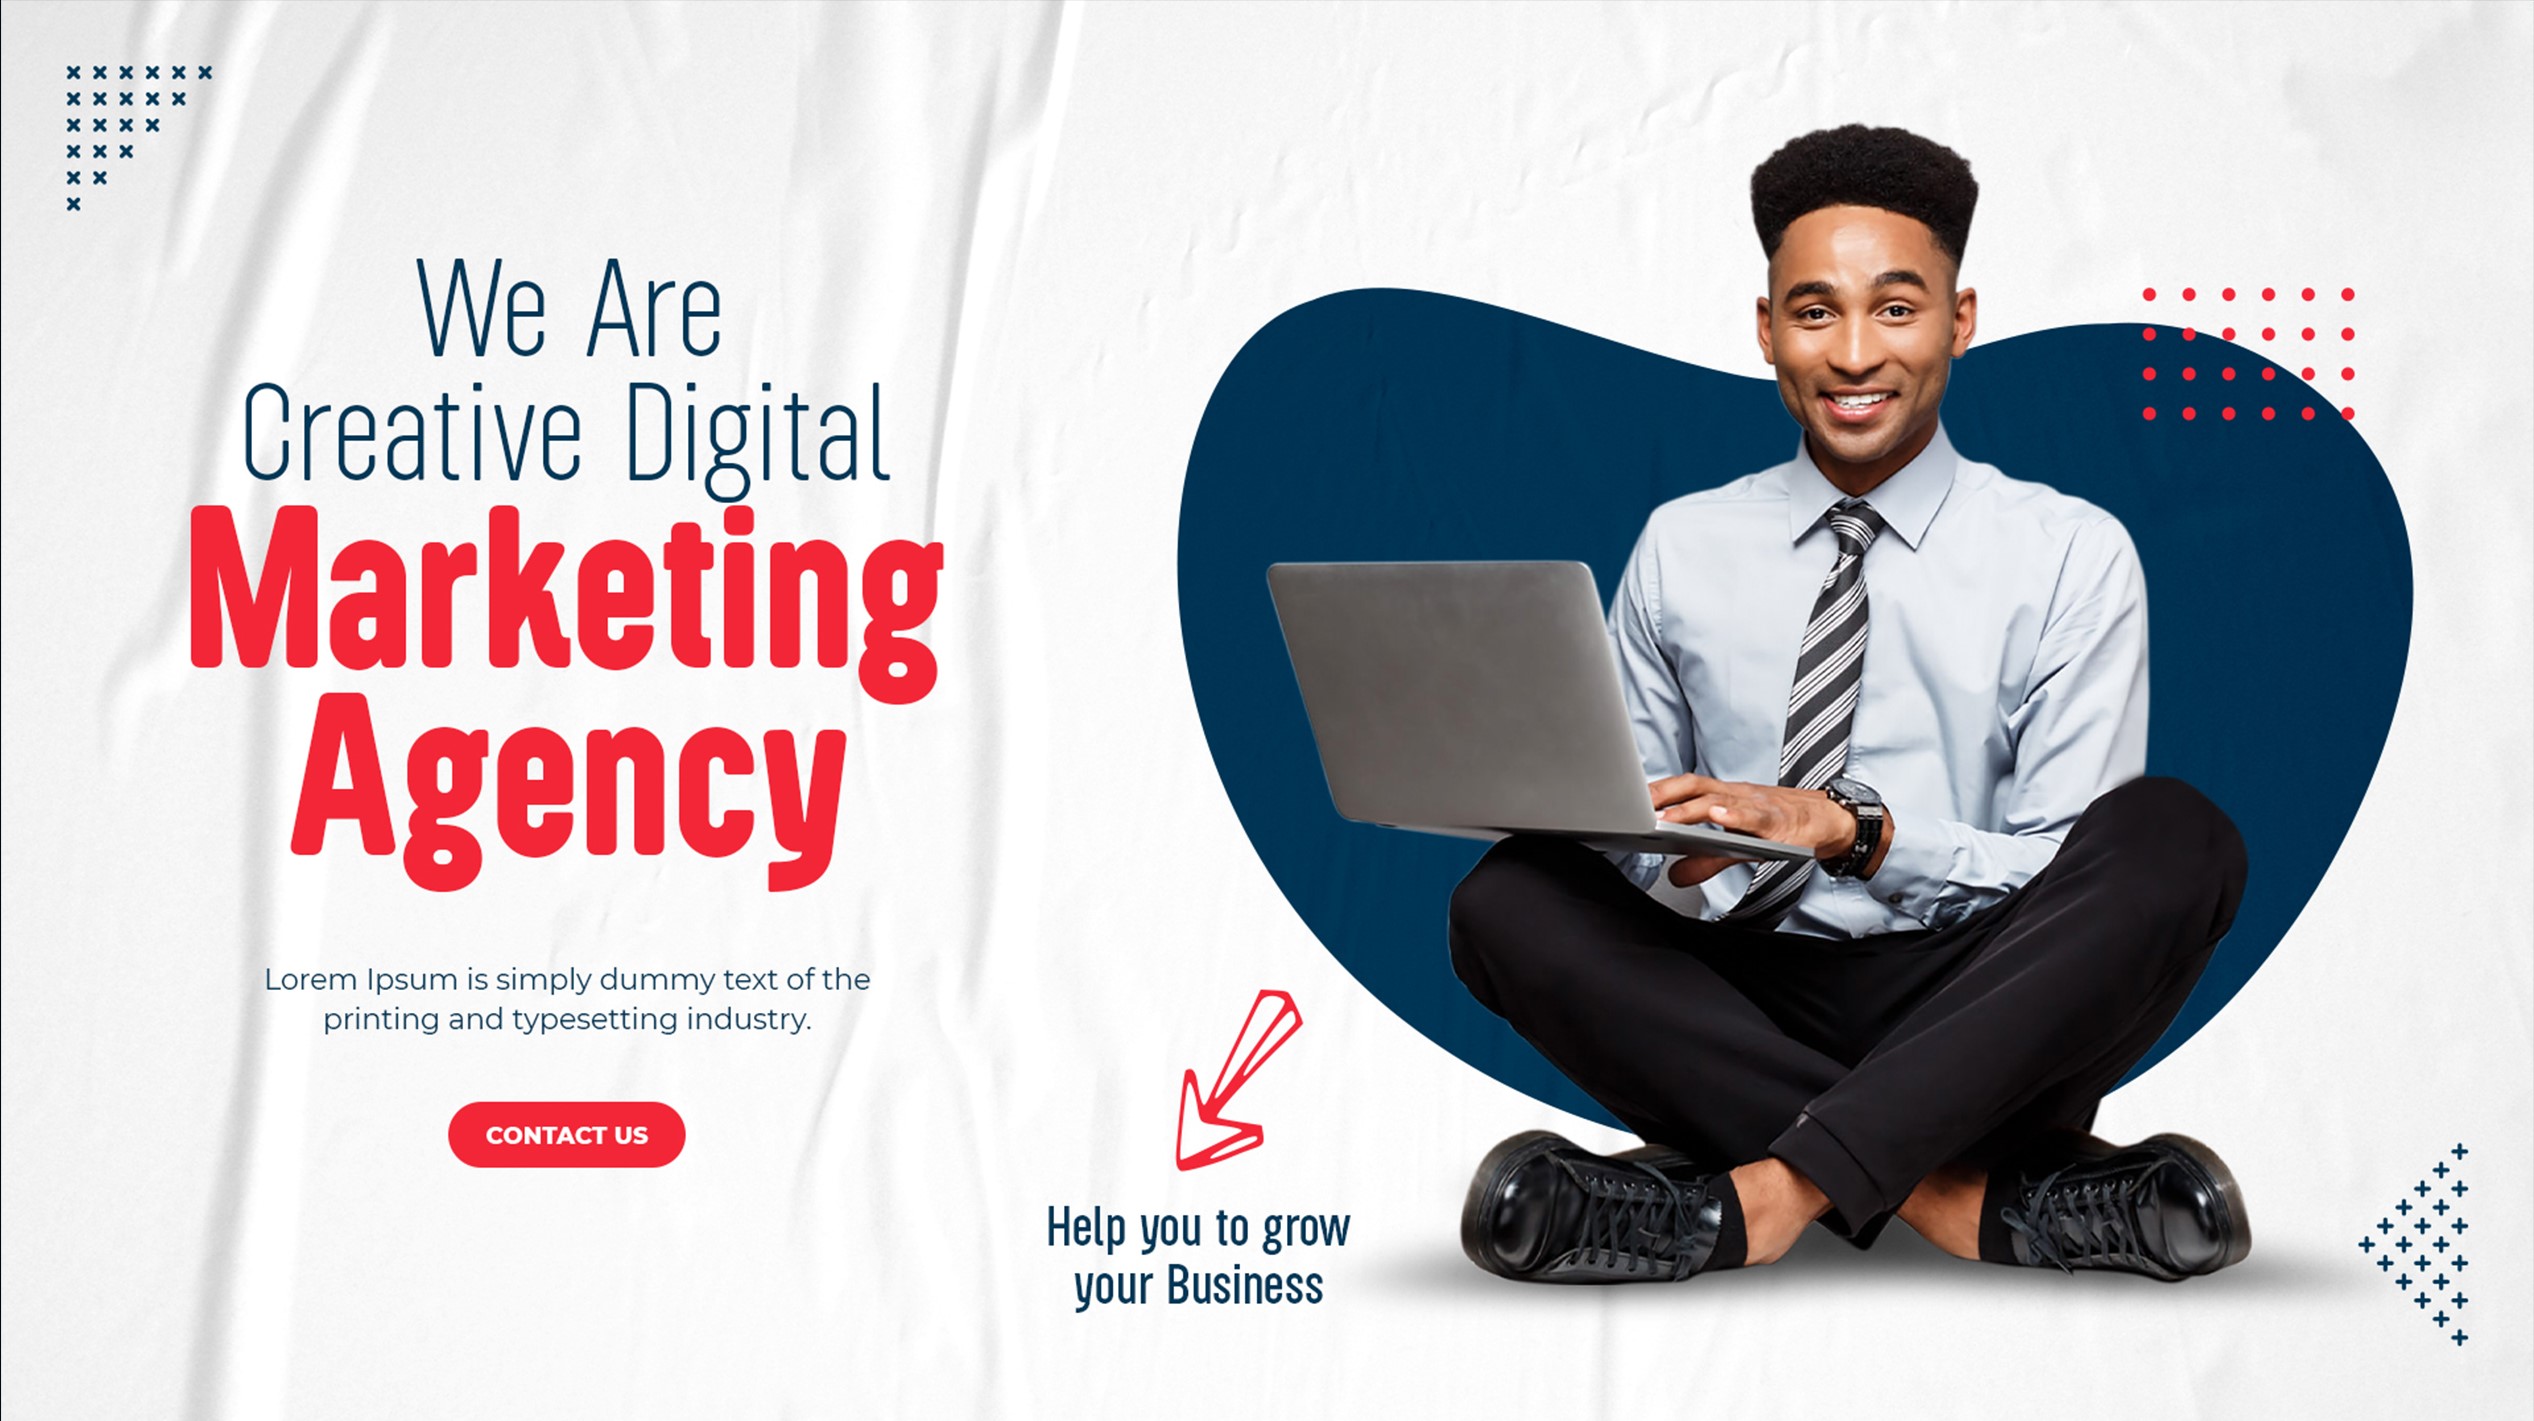 We Are
Creative Digital
Marketing
Agency
Lorem Ipsum is simply dummy text of the
printing and typesetting industry.
CONTACT US
Help you to grow
your Business